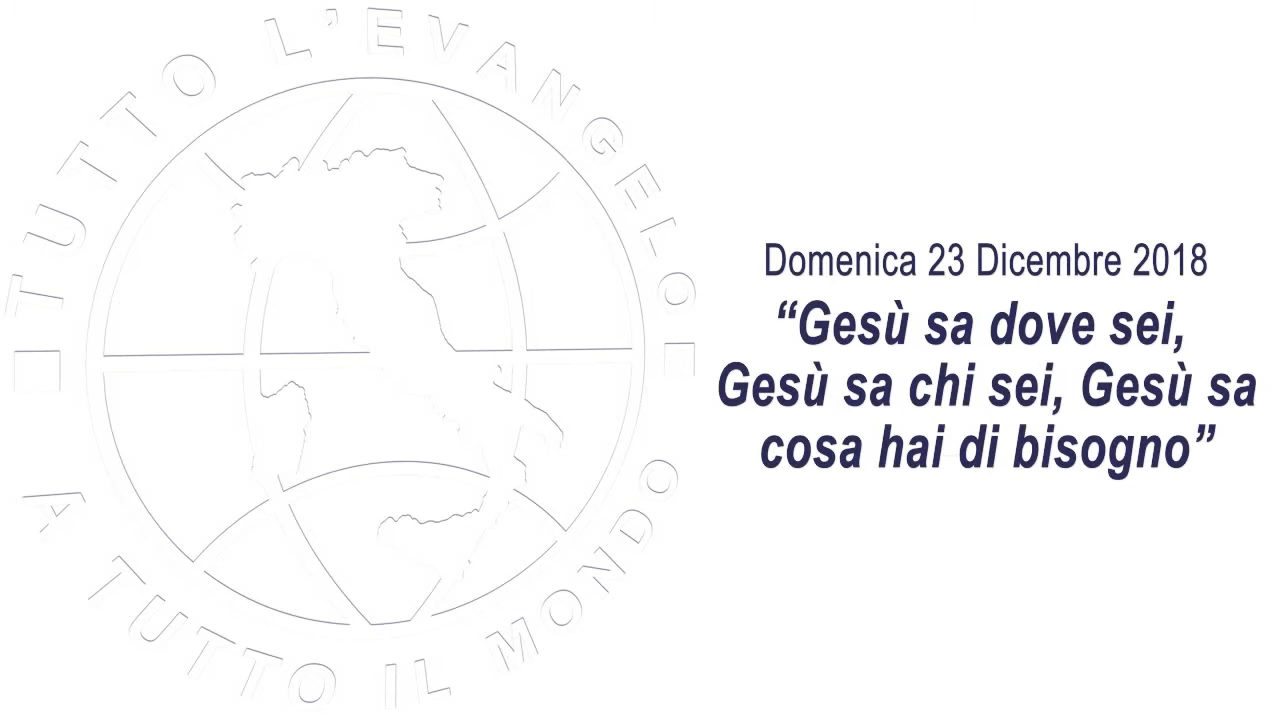 TUTTO L'EVANGELO
A TUTTO IL MONDO
Domenica 23 Dicembre 2018
“Gesù sa dove sei,
Gesù sa chi sei, Gesù sa
cosa hai di bisogno”